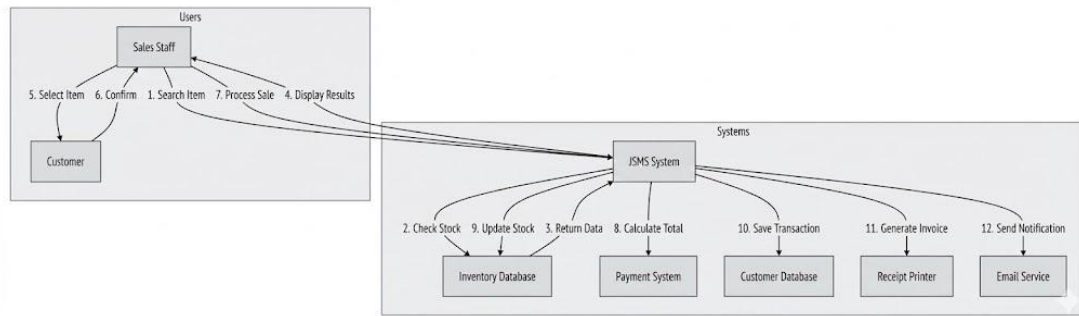 Users
Sales Staff
5. Select Item
6. Confirm
1. Search Item
7. Process Sale
4. Display Results
Customer
Systems
JSMS System
2. Check Stock
9. Update Stock
3. Return Data
8. Calculate Total
10. Save Transaction
11. Generate Invoice
12. Send Notification
Inventory Database
Payment System
Customer Database
Receipt Printer
Email Service